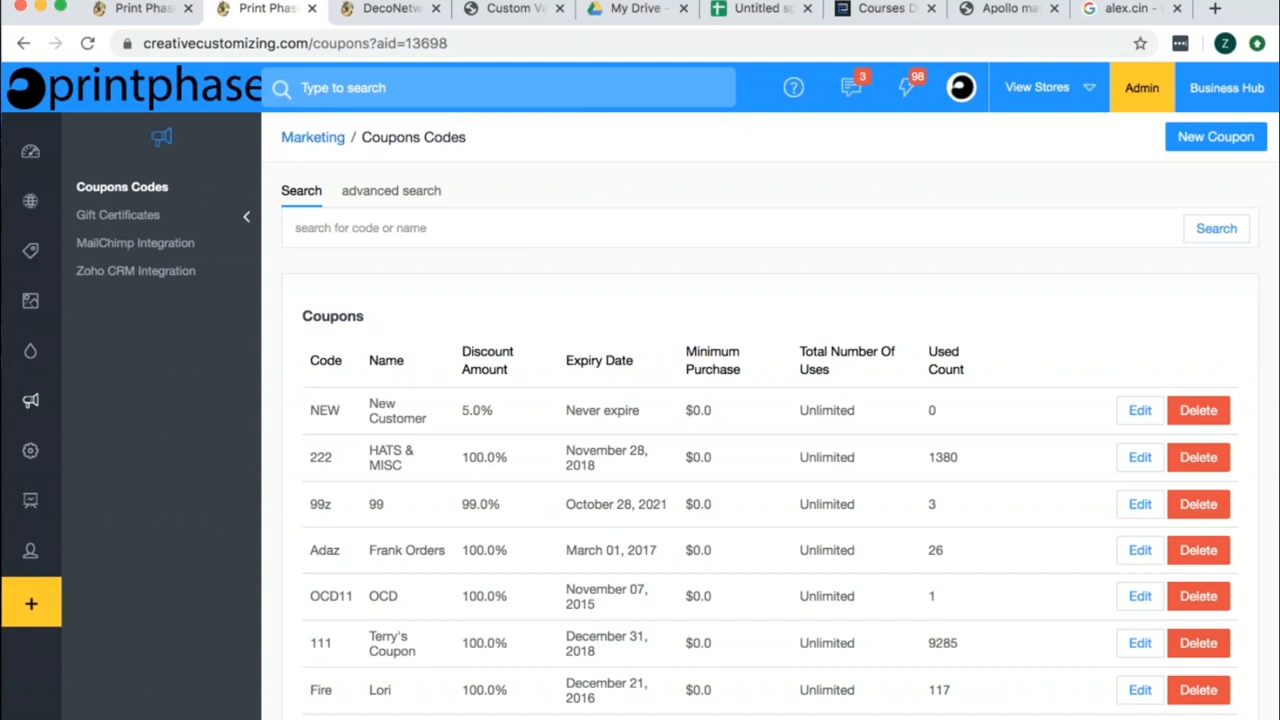 Print Phas
Print Phas
DecoNetw
Custom Va
My Drive -
Untitled sp
Courses D
Apollo ma
alex.cin -
creativecustomizing.com/coupons?aid=13698
Z
printphase
Type to search
3
98
View Stores
Admin
Business Hub
Marketing / Coupons Codes
New Coupon
Coupons Codes
Gift Certificates
MailChimp Integration
Zoho CRM Integration
Search
advanced search
search for code or name
Search
Coupons
Code Name Discount Amount Expiry Date Minimum Purchase Total Number Of Uses Used Count
NEW New Customer 5.0% Never expire $0.0 Unlimited 0 Edit Delete
222 HATS & MISC 100.0% November 28, 2018 $0.0 Unlimited 1380 Edit Delete
99z 99 99.0% October 28, 2021 $0.0 Unlimited 3 Edit Delete
Adaz Frank Orders 100.0% March 01, 2017 $0.0 Unlimited 26 Edit Delete
OCD11 OCD 100.0% November 07, 2015 $0.0 Unlimited 1 Edit Delete
111 Terry's Coupon 100.0% December 31, 2018 $0.0 Unlimited 9285 Edit Delete
Fire Lori 100.0% December 21, 2016 $0.0 Unlimited 117 Edit Delete